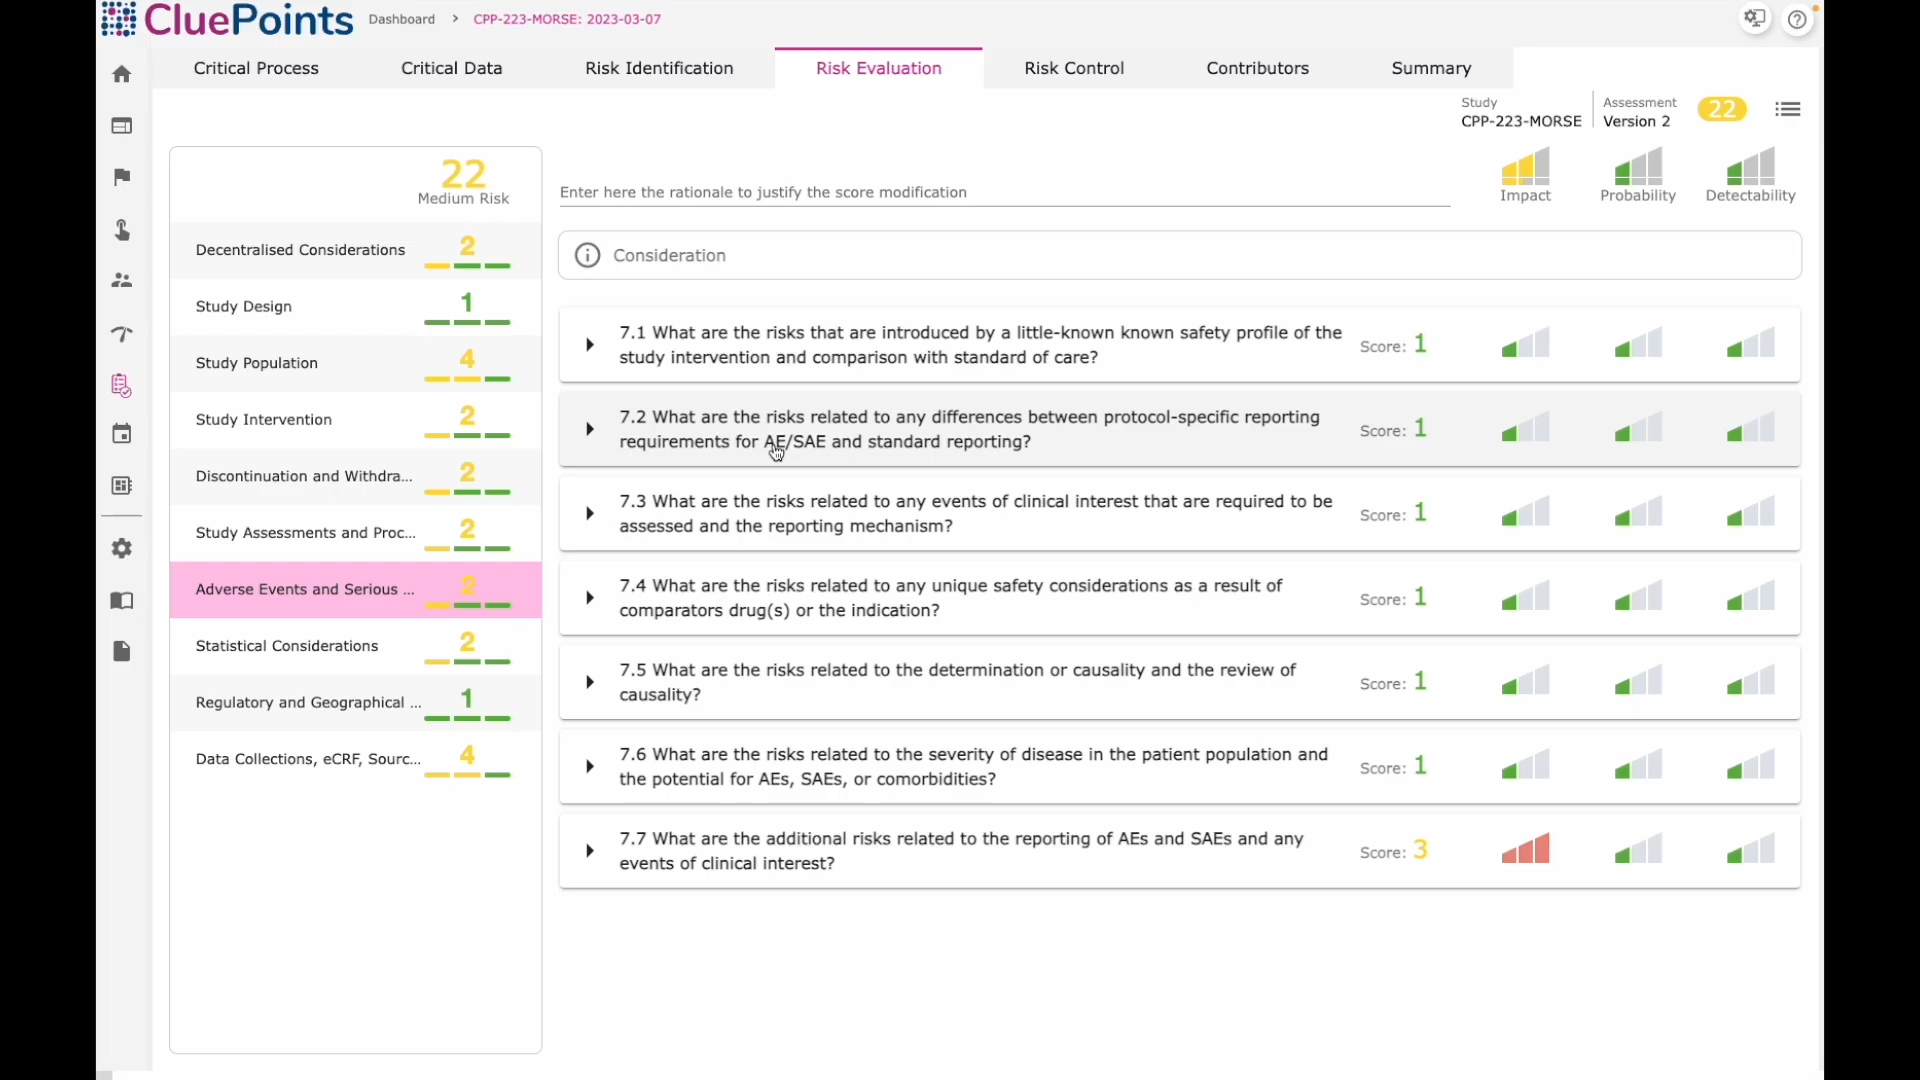 CluePoints
Dashboard > CPP-223-MORSE: 2023-03-07
Critical Process
Critical Data
Risk Identification
Risk Evaluation
Risk Control
Contributors
Summary
Study
CPP-223-MORSE
Assessment
Version 2
22
22
Medium Risk
Decentralised Considerations 2
Study Design 1
Study Population 4
Study Intervention 2
Discontinuation and Withdra... 2
Study Assessments and Proc... 2
Adverse Events and Serious ... 2
Statistical Considerations 2
Regulatory and Geographical ... 1
Data Collections, eCRF, Sourc... 4
Enter here the rationale to justify the score modification
Impact
Probability
Detectability
Consideration
7.1 What are the risks that are introduced by a little-known known safety profile of the
study intervention and comparison with standard of care?
Score: 1
7.2 What are the risks related to any differences between protocol-specific reporting
requirements for AE/SAE and standard reporting?
Score: 1
7.3 What are the risks related to any events of clinical interest that are required to be
assessed and the reporting mechanism?
Score: 1
7.4 What are the risks related to any unique safety considerations as a result of
comparators drug(s) or the indication?
Score: 1
7.5 What are the risks related to the determination or causality and the review of
causality?
Score: 1
7.6 What are the risks related to the severity of disease in the patient population and
the potential for AEs, SAEs, or comorbidities?
Score: 1
7.7 What are the additional risks related to the reporting of AEs and SAEs and any
events of clinical interest?
Score: 3